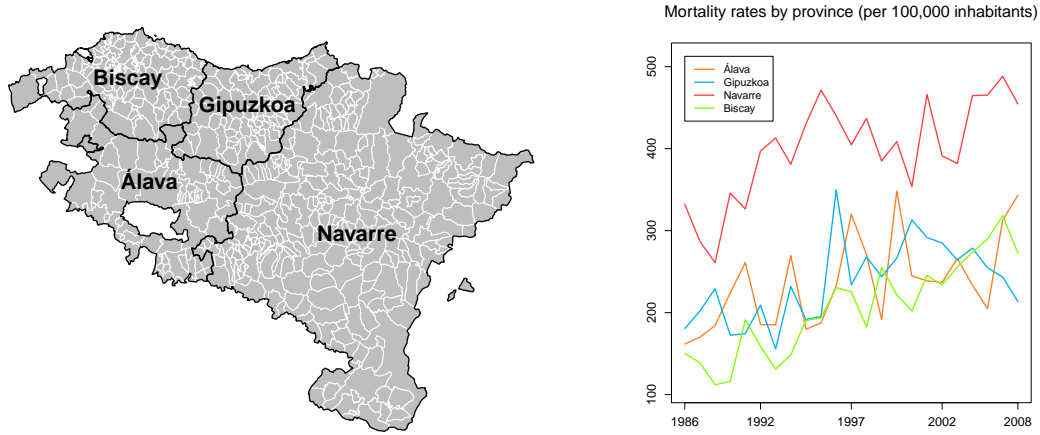 Biscay
Gipuzkoa
Álava
Navarre
Mortality rates by province (per 100,000 inhabitants)
500
400
300
200
100
Álava
Gipuzkoa
Navarre
Biscay
1986 1992 1997 2002 2008